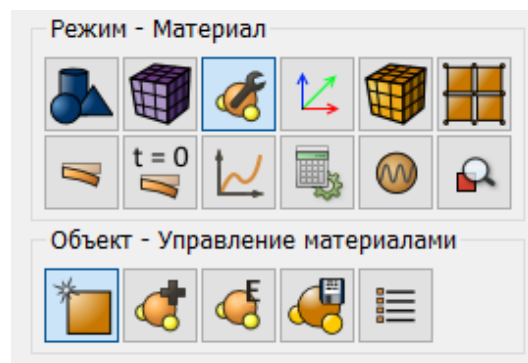 Режим - Материал
t = 0
Объект - Управление материалами
E